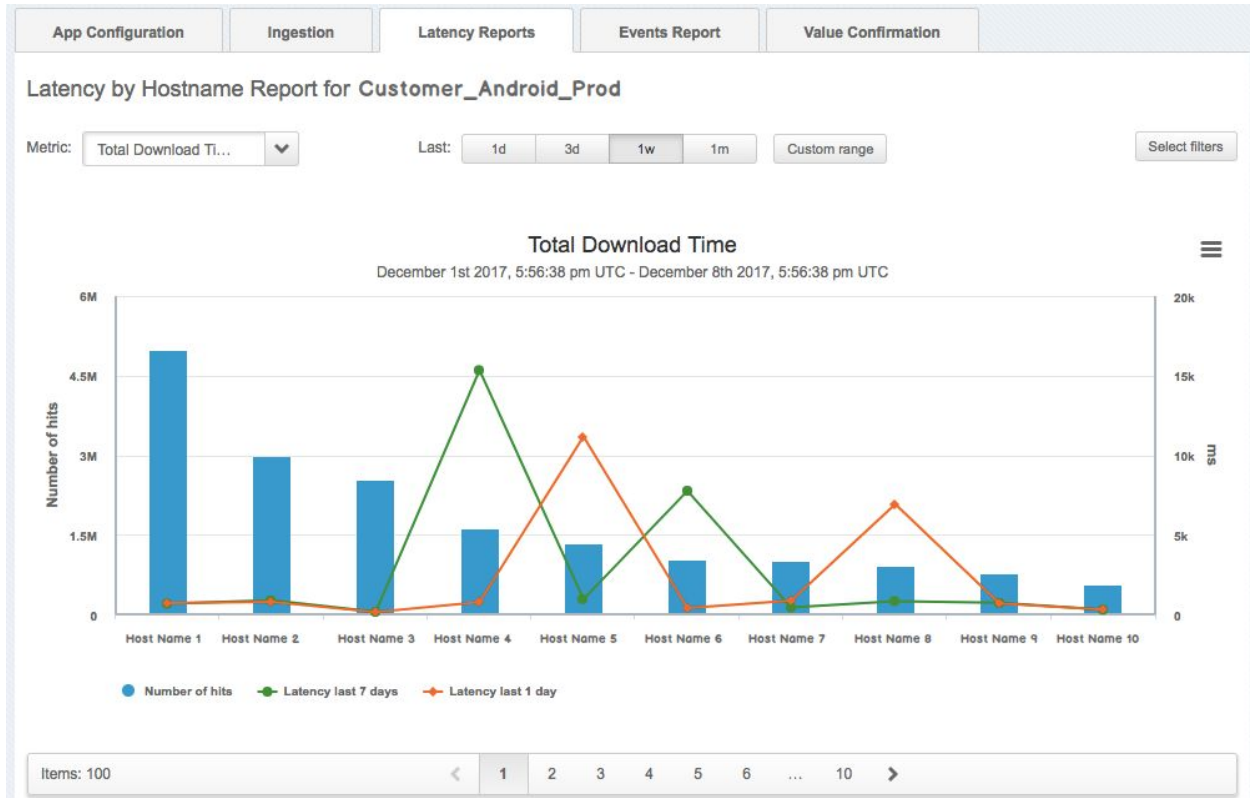 App Configuration Ingestion Latency Reports Events Report Value Confirmation
Latency by Hostname Report for Customer_Android_Prod
Metric: Total Download Ti... Last: 1d 3d 1w 1m Custom range Select filters
Total Download Time
December 1st 2017, 5:56:38 pm UTC - December 8th 2017, 5:56:38 pm UTC
6M 20k
4.5M 15k
Number of hits
3M 10k ms
1.5M 5k
0 0
Host Name 1 Host Name 2 Host Name 3 Host Name 4 Host Name 5 Host Name 6 Host Name 7 Host Name 8 Host Name 9 Host Name 10
Number of hits Latency last 7 days Latency last 1 day
Items: 100 < 1 2 3 4 5 6 ... 10 >